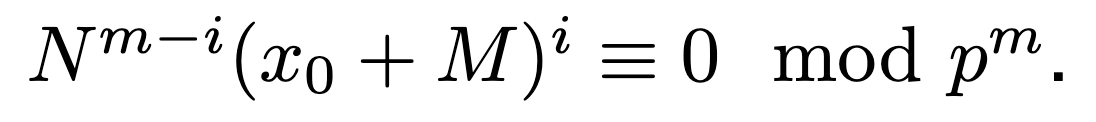 $N^{m-i}(x_0 + M)^i \equiv 0 \mod p^m.$